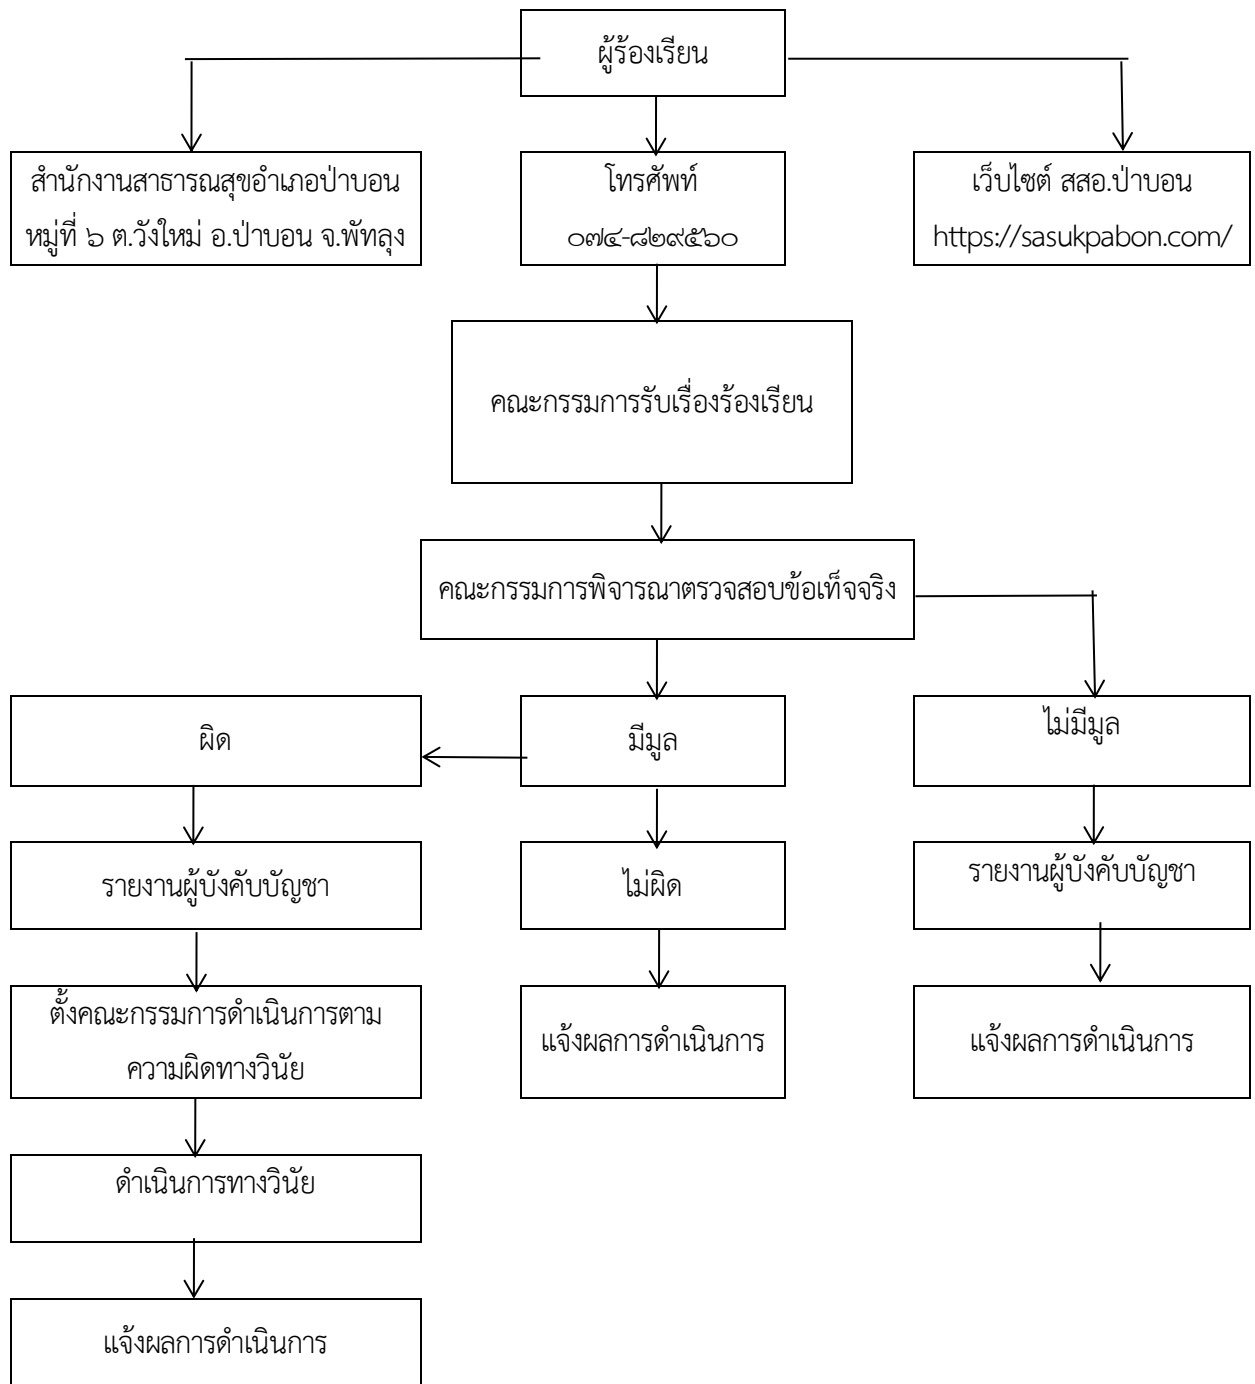 ผู้ร้องเรียน
สำนักงานสาธารณสุขอำเภอป่าบอน
หมู่ที่ ๖ ต.วังใหม่ อ.ป่าบอน จ.พัทลุง
โทรศัพท์
๐๗๔-๘๒๙๕๖๐
เว็บไซต์ สสอ.ป่าบอน
https://sasukpabon.com/
คณะกรรมการรับเรื่องร้องเรียน
คณะกรรมการพิจารณาตรวจสอบข้อเท็จจริง
ผิด
มีมูล
ไม่มีมูล
รายงานผู้บังคับบัญชา
ไม่ผิด
รายงานผู้บังคับบัญชา
ตั้งคณะกรรมการดำเนินการตาม
ความผิดทางวินัย
แจ้งผลการดำเนินการ
แจ้งผลการดำเนินการ
ดำเนินการทางวินัย
แจ้งผลการดำเนินการ